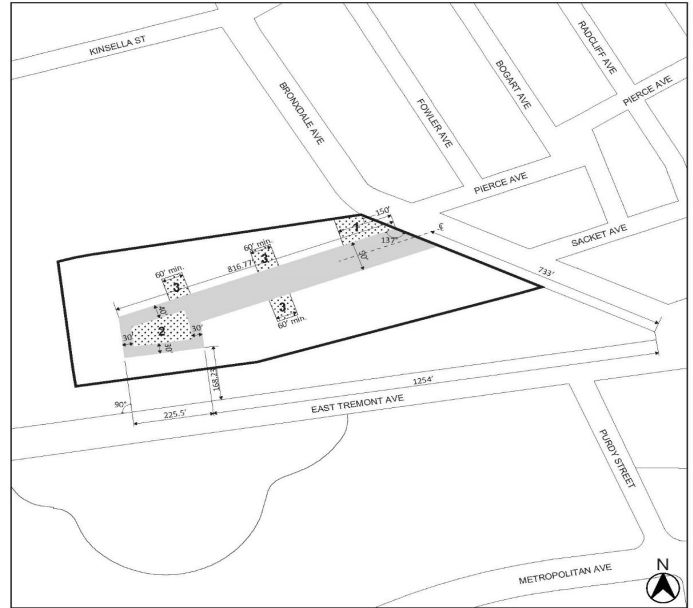 KINSELLA ST
BRONXDALE AVE
FOWLER AVE
BOGART AVE
RADCLIFF AVE
PIERCE AVE
PIERCE AVE
SACKET AVE
150'
1
137°
℄
50'
733'
60' min.
3
816.77'
60' min.
3
3
60' min.
40'
2
30'
30'
30'
168.23'
90°
225.5'
1254'
EAST TREMONT AVE
PURDY STREET
METROPOLITAN AVE
N